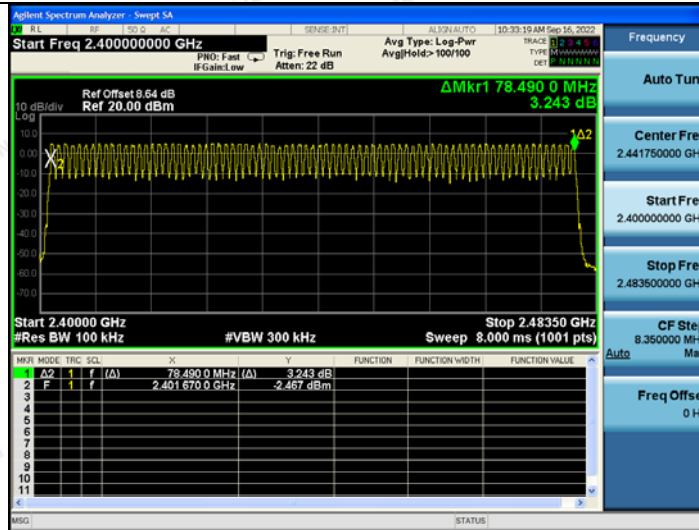 Agilent Spectrum Analyzer - Swept SA
RL RF 50 Ω AC SENSE:INT ALIGN AUTO 10:33:19 AM Sep 16, 2022
Start Freq 2.400000000 GHz
PNO: Fast
IFGain:Low
Trig: Free Run
Atten: 22 dB
Avg Type: Log-Pwr
Avg|Hold:>100/100
TRACE 1 2 3 4 5 6
TYPE M
DET P N N N N N
Ref Offset 8.64 dB
Ref 20.00 dBm
10 dB/div
Log
ΔMkr1 78.490 0 MHz
3.243 dB
10.0
0.00
-10.0
-20.0
-30.0
-40.0
-50.0
-60.0
-70.0
2
1Δ2
Start 2.40000 GHz
#Res BW 100 kHz
#VBW 300 kHz
Stop 2.48350 GHz
Sweep 8.000 ms (1001 pts)
MKR MODE TRC SCL X Y FUNCTION FUNCTION WIDTH FUNCTION VALUE
1 Δ2 1 f (Δ) 78.490 0 MHz (Δ) 3.243 dB
2 F 1 f 2.401 670 0 GHz -2.467 dBm
3
4
5
6
7
8
9
10
11
MSG
STATUS
Frequency
Auto Tun
Center Fre
2.441750000 GH
Start Fre
2.400000000 GH
Stop Fre
2.483500000 GH
CF Ste
8.350000 MH
Auto Ma
Freq Offse
0 H